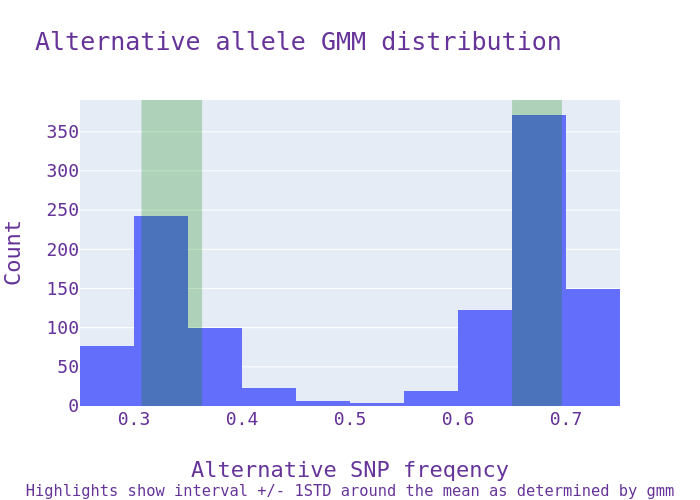 Alternative allele GMM distribution
350
300
250
200
150
100
50
0
Count
0.3 0.4 0.5 0.6 0.7
Alternative SNP freqency
Highlights show interval +/- 1STD around the mean as determined by gmm